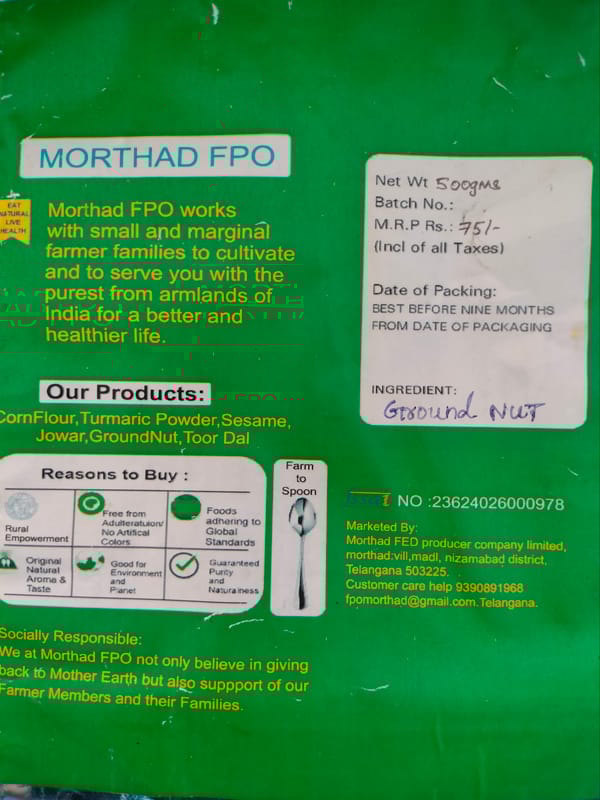 MORTHAD FPO
EAT
NATURAL
LIVE
HEALTH
Morthad FPO works
with small and marginal
farmer families to cultivate
and to serve you with the
purest from armlands of
India for a better and
healthier life.
Our Products:
CornFlour,Turmaric Powder,Sesame,
Jowar,GroundNut,Toor Dal
Reasons to Buy :
Rural
Empowerment
Free from
Adulteratuion/
No Artifical
Colors
Foods
adhering to
Global
Standards
Original
Natural
Aroma &
Taste
Good for
Environment
and
Planet
Guaranteed
Purity
and
Naturalness
Farm
to
Spoon
Socially Responsible:
We at Morthad FPO not only believe in giving
back to Mother Earth but also suppport of our
Farmer Members and their Families.
Net Wt 500gms
Batch No.:
M.R.P Rs.: 75/-
(Incl of all Taxes)
Date of Packing:
BEST BEFORE NINE MONTHS
FROM DATE OF PACKAGING
INGREDIENT:
Ground NUT
NO :23624026000978
Marketed By:
Morthad FED producer company limited,
morthad:vill,madl, nizamabad district,
Telangana 503225.
Customer care help 9390891968
fpomorthad@gmail.com.Telangana.